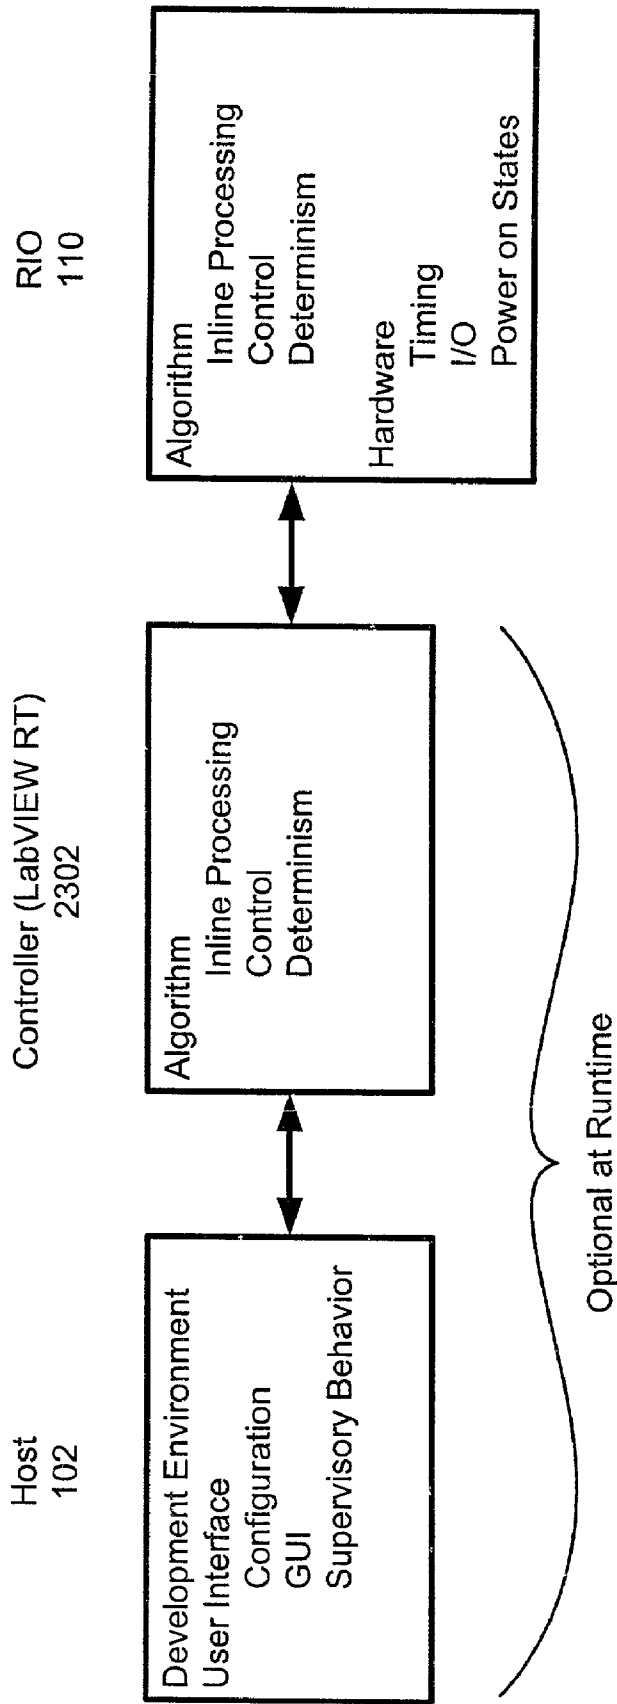 Host
102
Development Environment
User Interface
Configuration
GUI
Supervisory Behavior
Controller (LabVIEW RT)
2302
Algorithm
Inline Processing
Control
Determinism
RIO
110
Algorithm
Inline Processing
Control
Determinism
Hardware
Timing
I/O
Power on States
Optional at Runtime